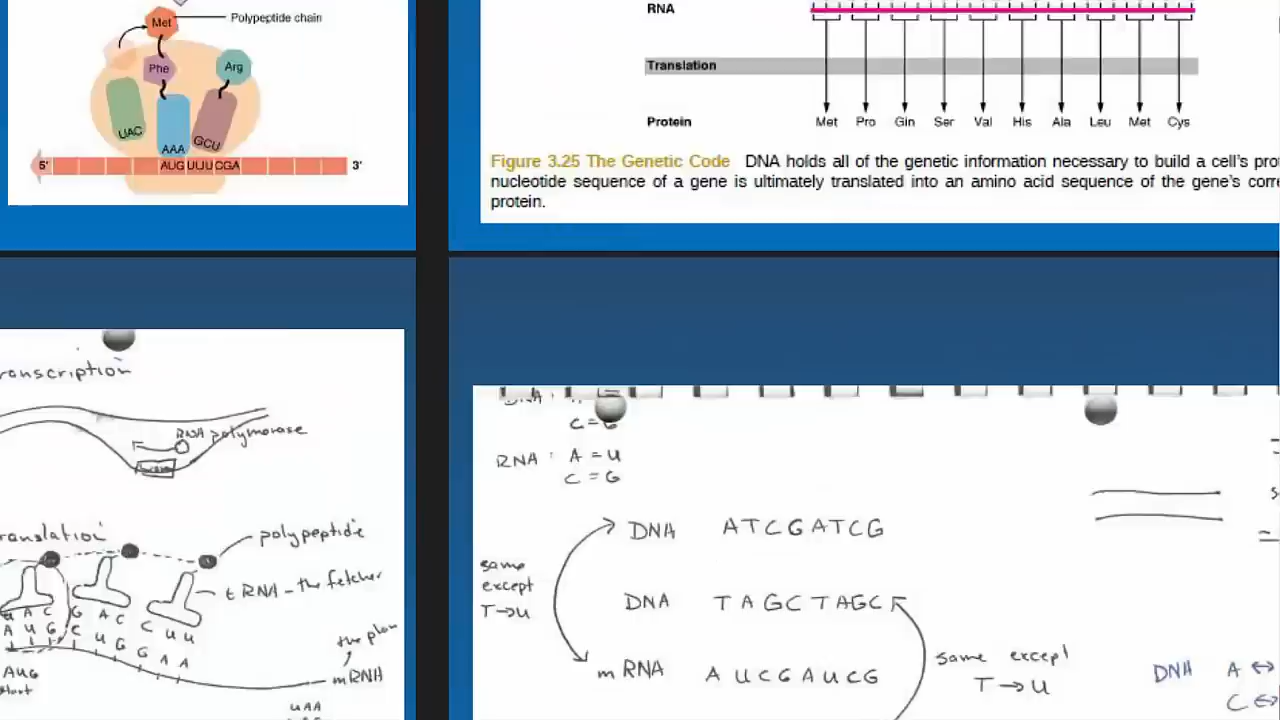 Met
Polypeptide chain
Phe
Arg
UAC
AAA
GCU
5'
AUG UUU CGA
3'
RNA
Translation
Protein
Met Pro Gin Ser Val His Ala Leu Met Cys
Figure 3.25 The Genetic Code DNA holds all of the genetic information necessary to build a cell's pro
nucleotide sequence of a gene is ultimately translated into an amino acid sequence of the gene's corre
protein.
ranscription
RNA polymerase
ranslation
polypeptide
tRNA - the fetcher
U A C G A C C U U
A U G C U G G A A
the plan
mRNA
AUG
start
UAA
DNA :
C = G
RNA : A = U
C = G
DNA ATCGATCG
same
except
T→U
DNA TAGCTAGC
mRNA AUCGAUCG
same except
T→U
DNA A ↔
C ↔